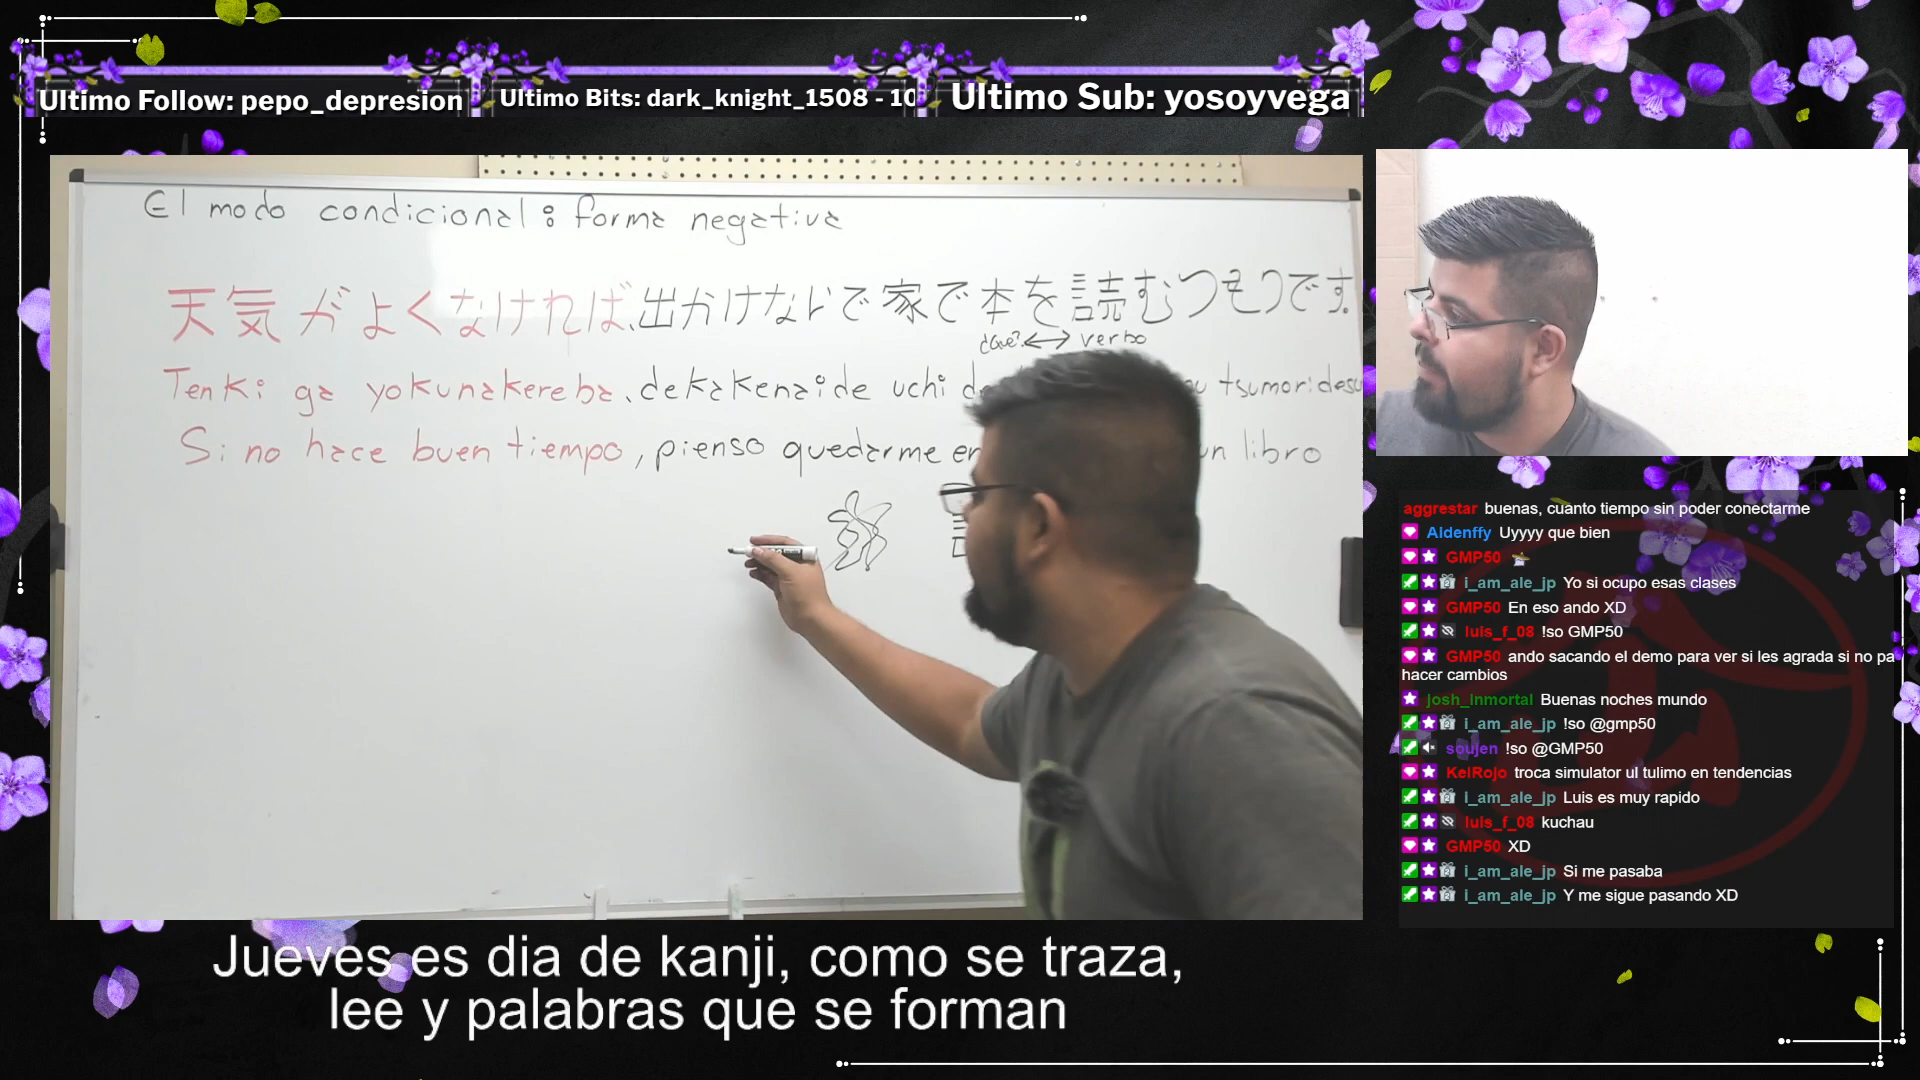 Ultimo Follow: pepo_depresion
Ultimo Bits: dark_knight_1508 - 10
Ultimo Sub: yosoyvega
El modo condicional: forma negativa
天気がよくなければ、出かけないで家で本を読むつもりです。
¿Que? ↔ verbo
Tenki ga yokunakereba、dekakenaide uchi de tsumori desu
Si no hace buen tiempo, pienso quedarme en un libro
aggrestar buenas, cuanto tiempo sin poder conectarme
Aldenffy Uyyyy que bien
GMP50
i_am_ale_jp Yo si ocupo esas clases
GMP50 En eso ando XD
luis_f_08 !so GMP50
GMP50 ando sacando el demo para ver si les agrada si no pa
hacer cambios
josh_inmortal Buenas noches mundo
i_am_ale_jp !so @gmp50
soujen !so @GMP50
KelRojo troca simulator ul tulimo en tendencias
i_am_ale_jp Luis es muy rapido
luis_f_08 kuchau
GMP50 XD
i_am_ale_jp Si me pasaba
i_am_ale_jp Y me sigue pasando XD
Jueves es dia de kanji, como se traza,
lee y palabras que se forman